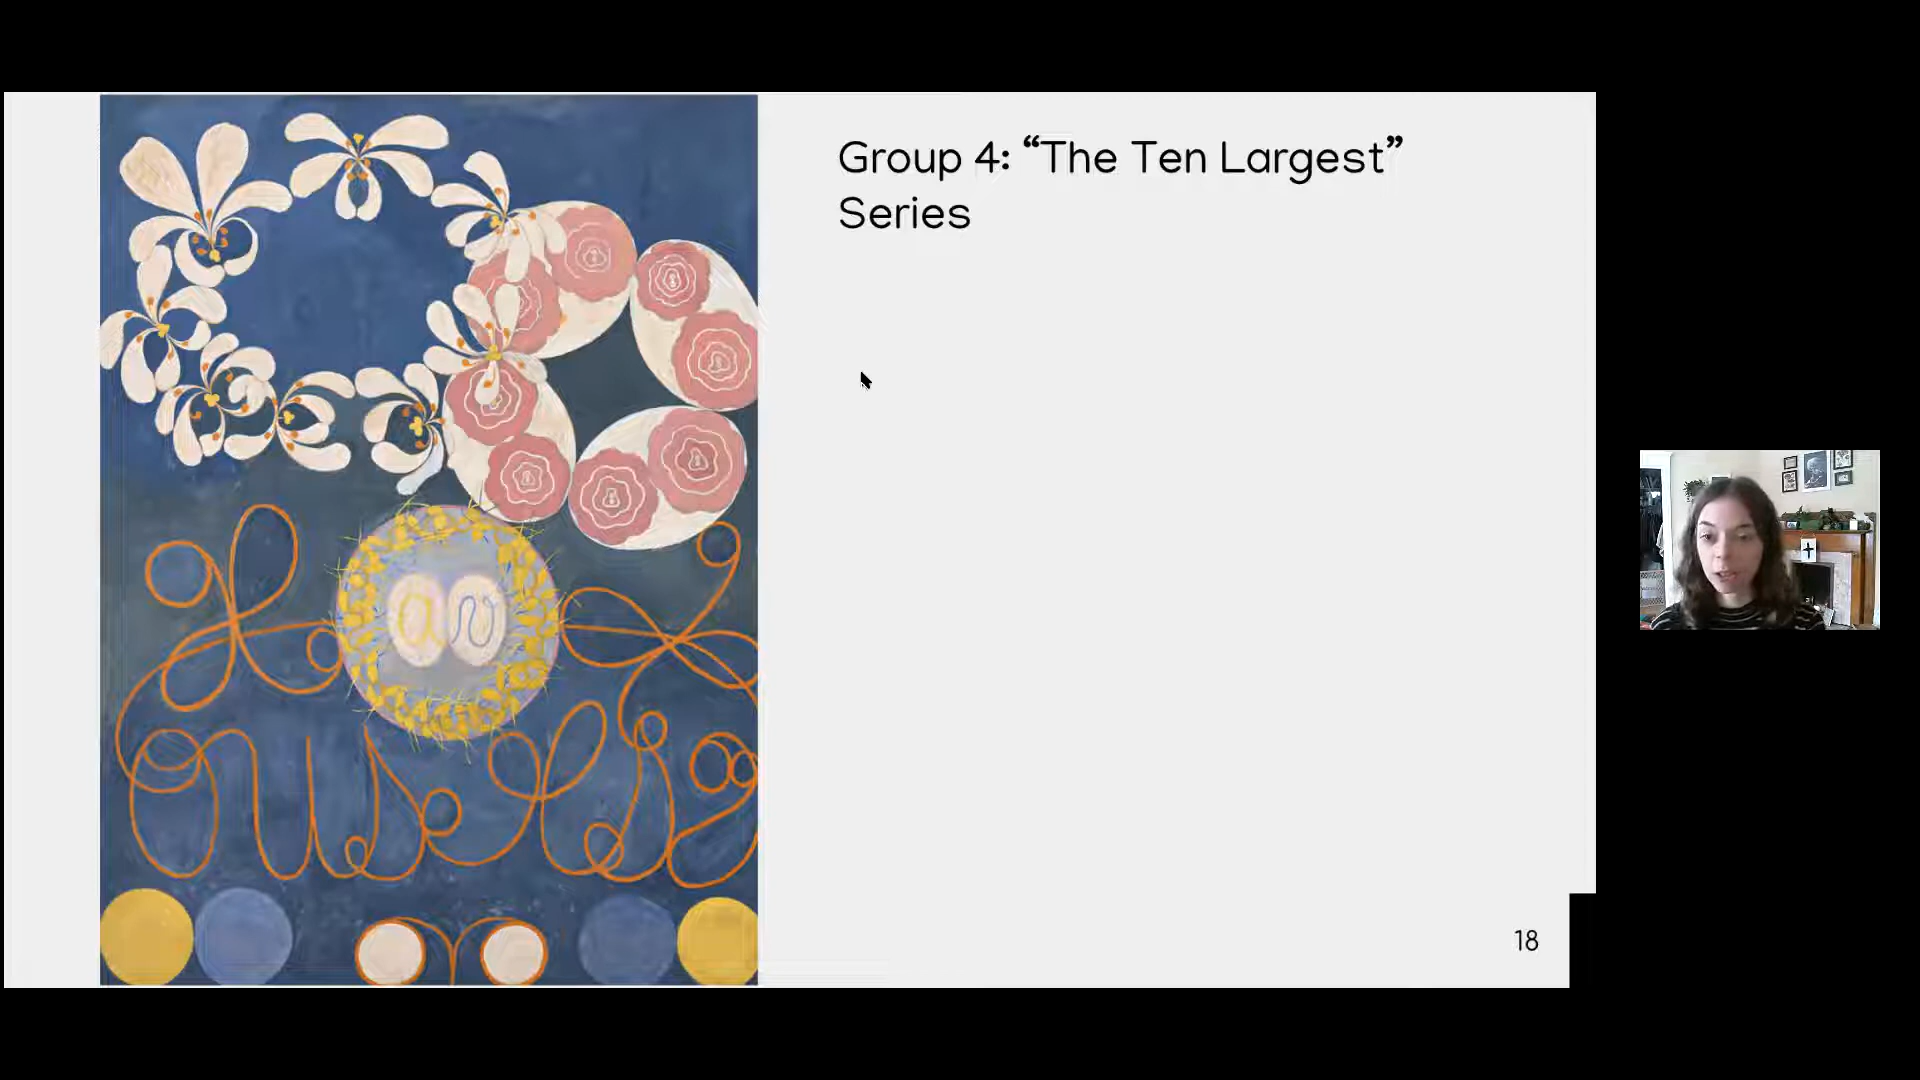 Group 4: “The Ten Largest”
Series
a v
18